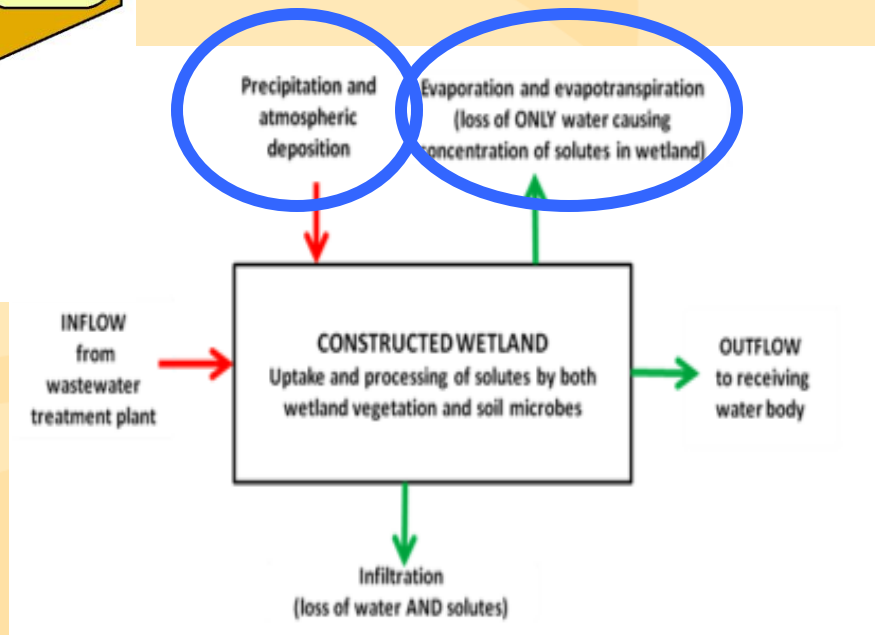 Precipitation and
atmospheric
deposition
Evaporation and evapotranspiration
(loss of ONLY water causing
concentration of solutes in wetland)
INFLOW
from
wastewater
treatment plant
CONSTRUCTED WETLAND
Uptake and processing of solutes by both
wetland vegetation and soil microbes
OUTFLOW
to receiving
water body
Infiltration
(loss of water AND solutes)